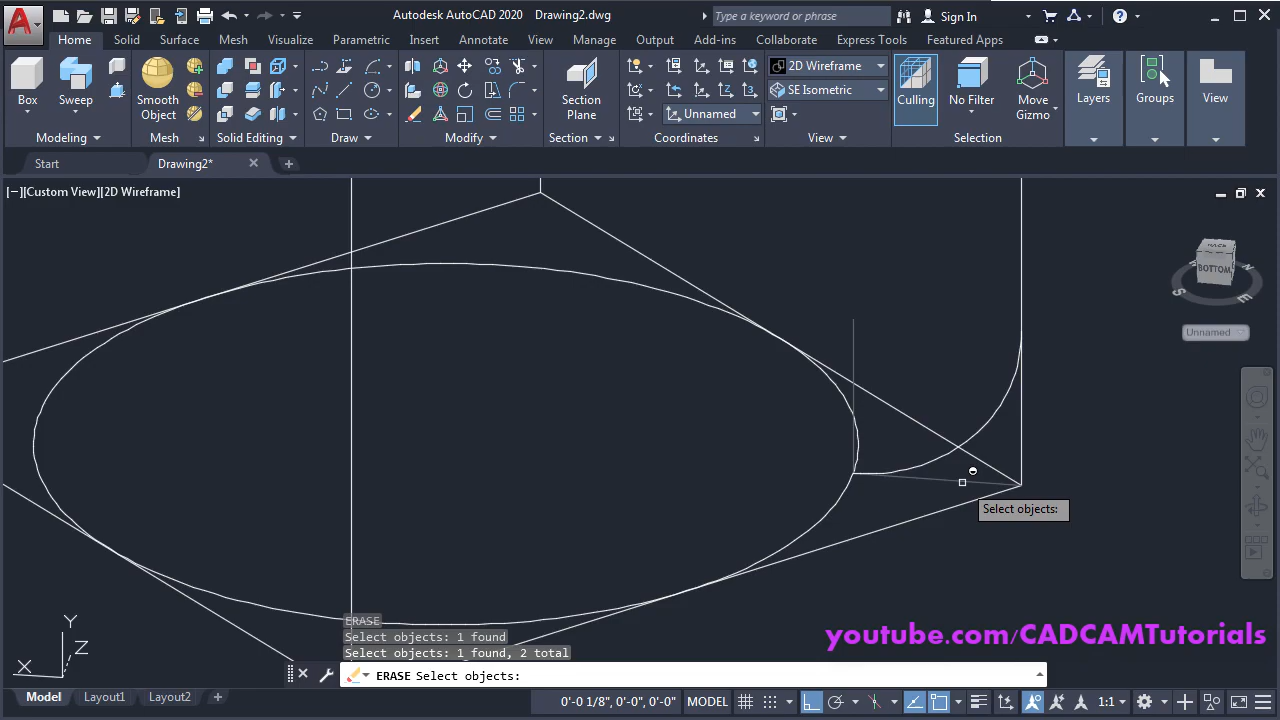 Autodesk AutoCAD 2020 Drawing2.dwg
Type a keyword or phrase
Sign In
Home Solid Surface Mesh Visualize Parametric Insert Annotate View Manage Output Add-ins Collaborate Express Tools Featured Apps
Box
Sweep
Smooth
Object
Section
Plane
2D Wireframe
SE Isometric
Unnamed
Culling
No Filter
Move
Gizmo
Layers
Groups
View
Modeling Mesh Solid Editing Draw Modify Section Coordinates View Selection
Start Drawing2*
[−][Custom View][2D Wireframe]
BACK
BOTTOM
N
S
E
Unnamed
Select objects:
Y
Z
X
ERASE
Select objects: 1 found
Select objects: 1 found, 2 total
youtube.com/CADCAMTutorials
ERASE Select objects:
Model Layout1 Layout2
0'-0 1/8", 0'-0", 0'-0" MODEL
1:1